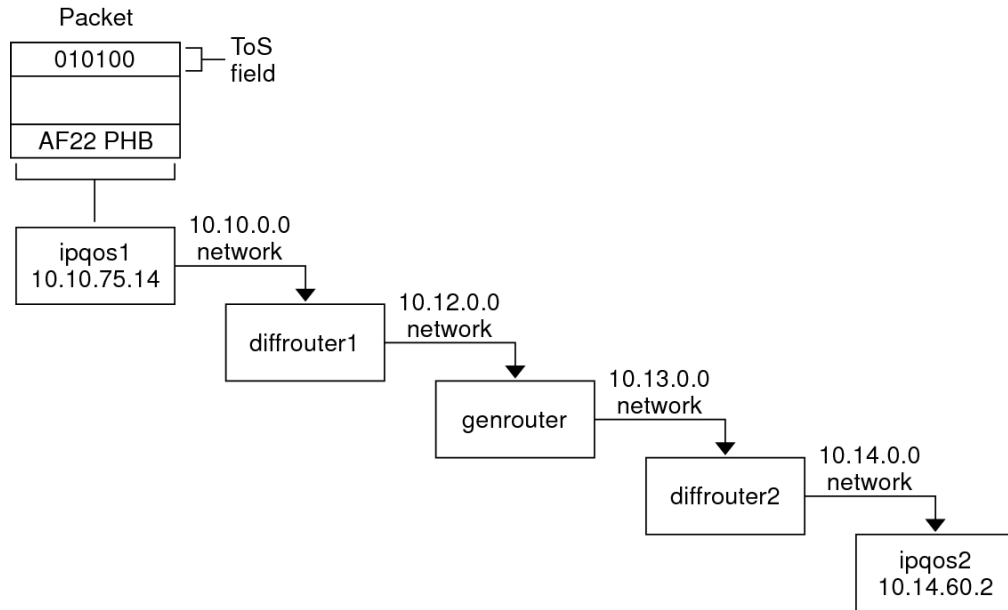 Packet
010100
ToS
field
AF22 PHB
ipqos1
10.10.75.14
10.10.0.0
network
diffrouter1
10.12.0.0
network
genrouter
10.13.0.0
network
diffrouter2
10.14.0.0
network
ipqos2
10.14.60.2